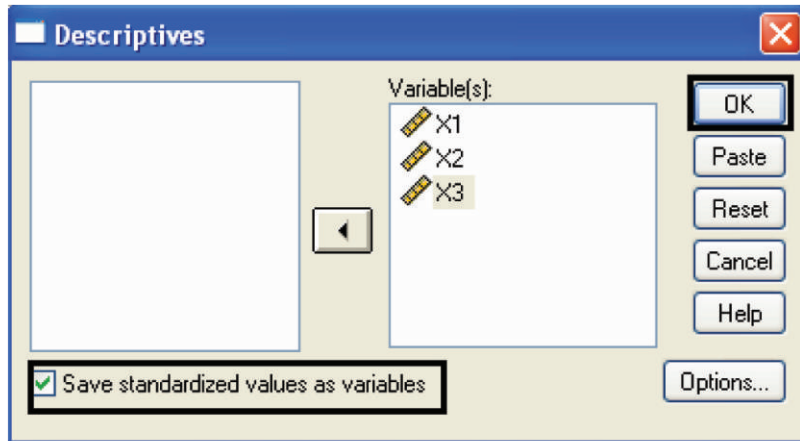 Descriptives
Variable(s):
X1
X2
X3
OK
Paste
Reset
Cancel
Help
Save standardized values as variables
Options...